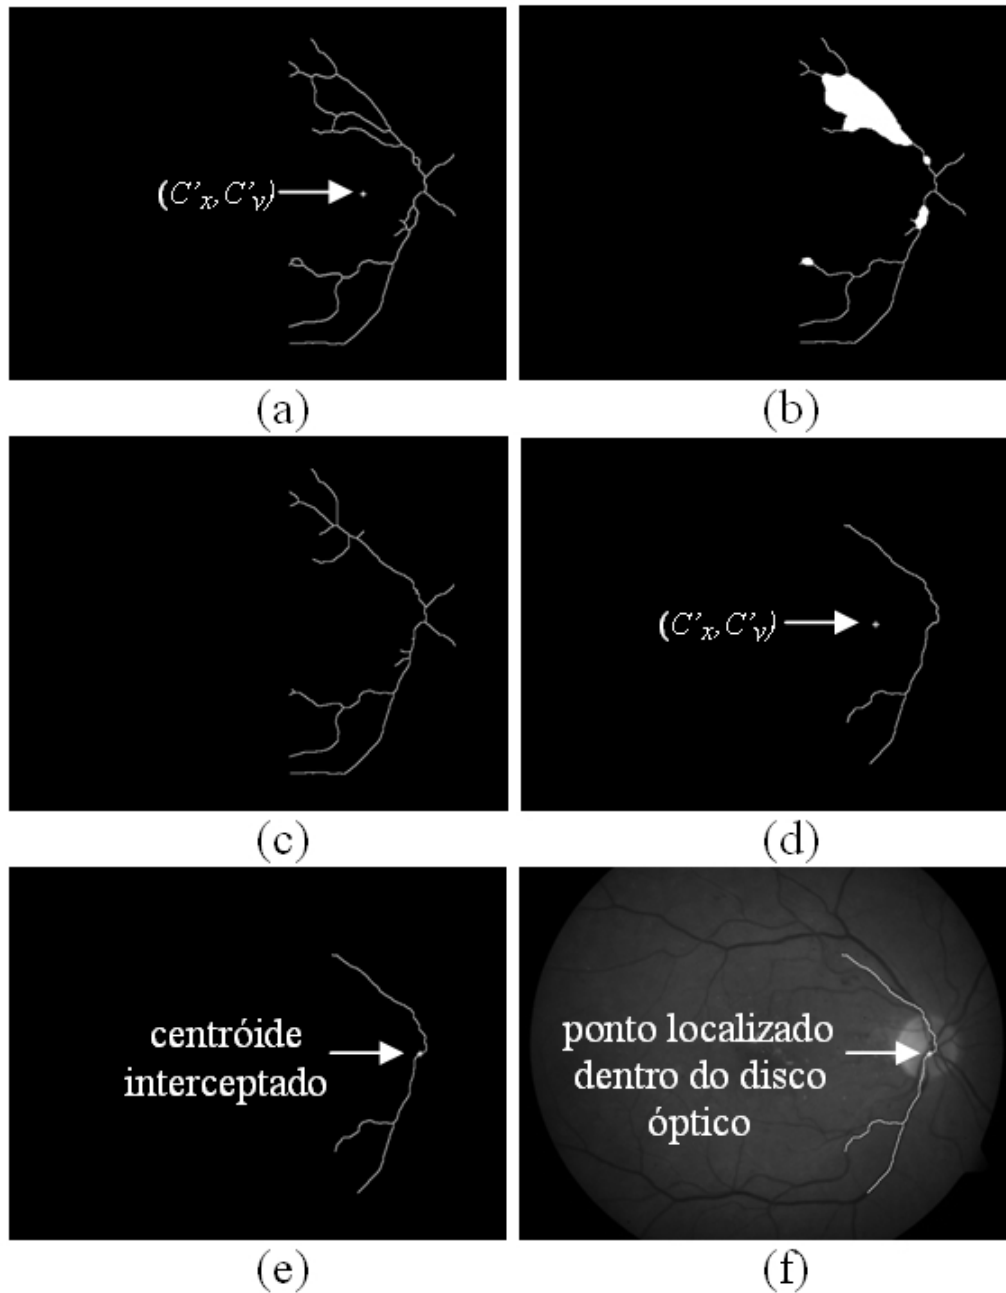 (C'x, C'y)
(a)
(b)
(c)
(C'x, C'y)
(d)
centróide
interceptado
(e)
ponto localizado
dentro do disco
óptico
(f)